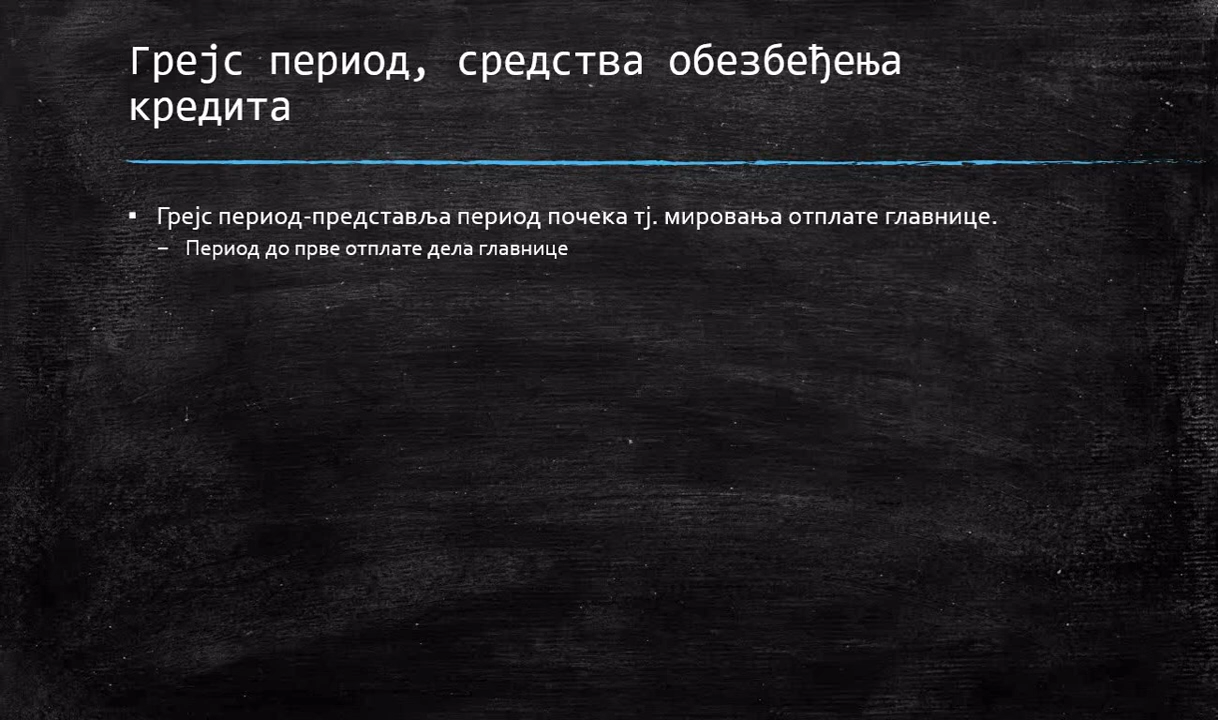 Грејс период, средства обезбеђења
кредита
▪ Грејс период-представља период почека тј. мировања отплате главнице.
– Период до прве отплате дела главнице